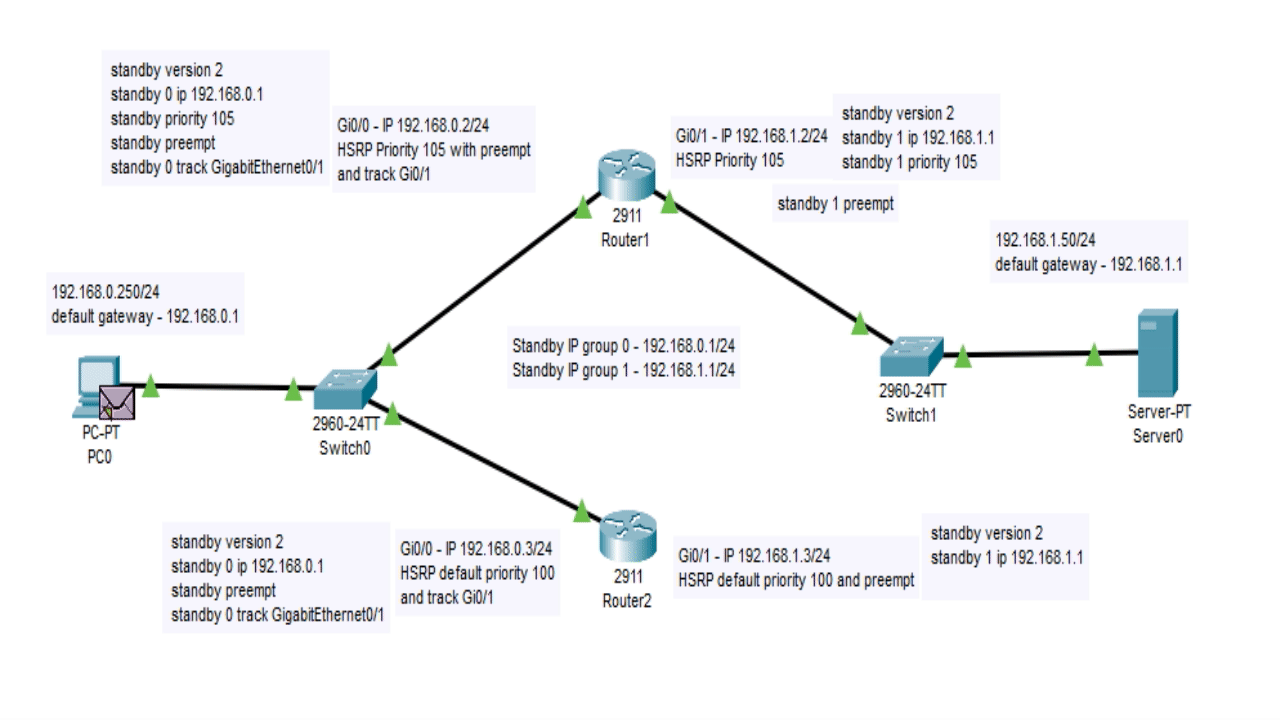 standby version 2
standby 0 ip 192.168.0.1
standby priority 105
standby preempt
standby 0 track GigabitEthernet0/1
Gi0/0 - IP 192.168.0.2/24
HSRP Priority 105 with preempt
and track Gi0/1
Gi0/1 - IP 192.168.1.2/24
HSRP Priority 105
standby version 2
standby 1 ip 192.168.1.1
standby 1 priority 105
standby 1 preempt
2911
Router1
192.168.1.50/24
default gateway - 192.168.1.1
192.168.0.250/24
default gateway - 192.168.0.1
Standby IP group 0 - 192.168.0.1/24
Standby IP group 1 - 192.168.1.1/24
PC-PT
PC0
2960-24TT
Switch0
2960-24TT
Switch1
Server-PT
Server0
standby version 2
standby 0 ip 192.168.0.1
standby preempt
standby 0 track GigabitEthernet0/1
Gi0/0 - IP 192.168.0.3/24
HSRP default priority 100
and track Gi0/1
2911
Router2
Gi0/1 - IP 192.168.1.3/24
HSRP default priority 100 and preempt
standby version 2
standby 1 ip 192.168.1.1